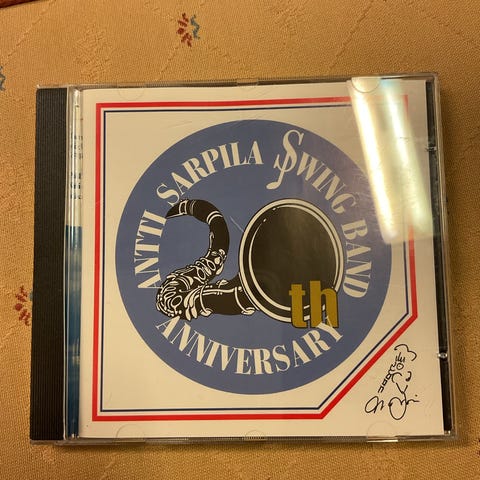 ANTTI SARPILA SWING BAND
20th
ANNIVERSARY